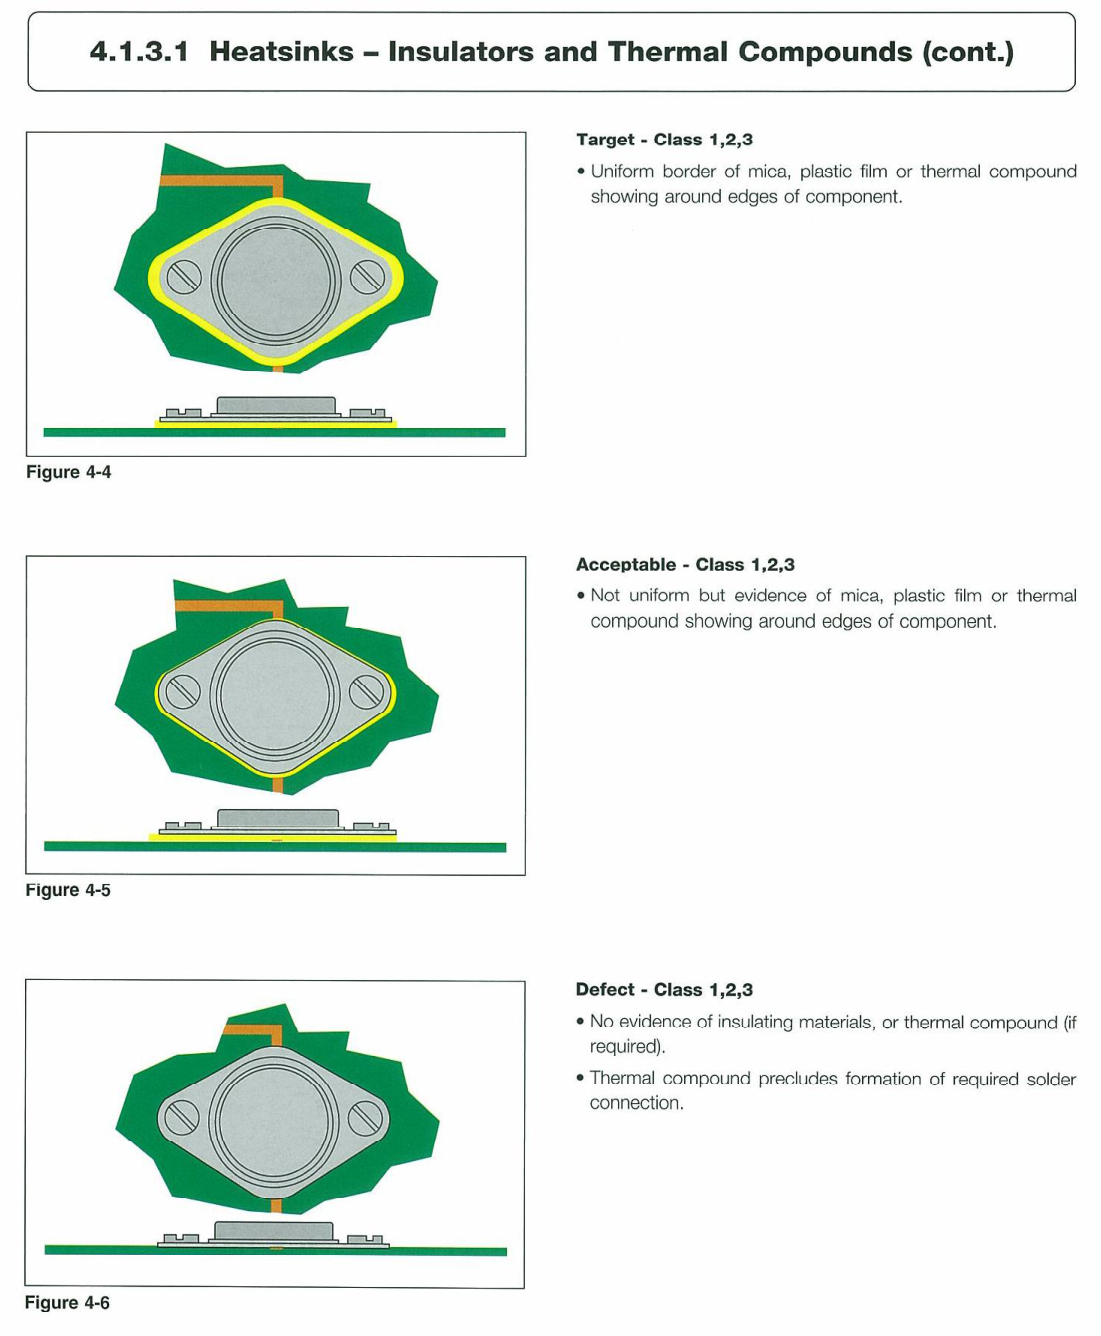 4.1.3.1 Heatsinks – Insulators and Thermal Compounds (cont.)
Target - Class 1,2,3
• Uniform border of mica, plastic film or thermal compound
showing around edges of component.
Figure 4-4
Acceptable - Class 1,2,3
• Not uniform but evidence of mica, plastic film or thermal
compound showing around edges of component.
Figure 4-5
Defect - Class 1,2,3
• No evidence of insulating materials, or thermal compound (if
required).
• Thermal compound precludes formation of required solder
connection.
Figure 4-6